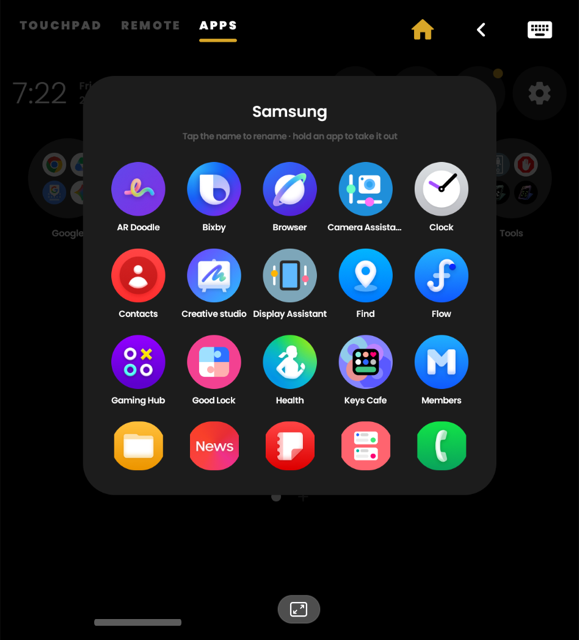 TOUCHPAD REMOTE APPS
7:22 Fri
Samsung
Tap the name to rename · hold an app to take it out
AR Doodle Bixby Browser Camera Assista... Clock
Google
Tools
Contacts Creative studio Display Assistant Find Flow
Gaming Hub Good Lock Health Keys Cafe Members
News